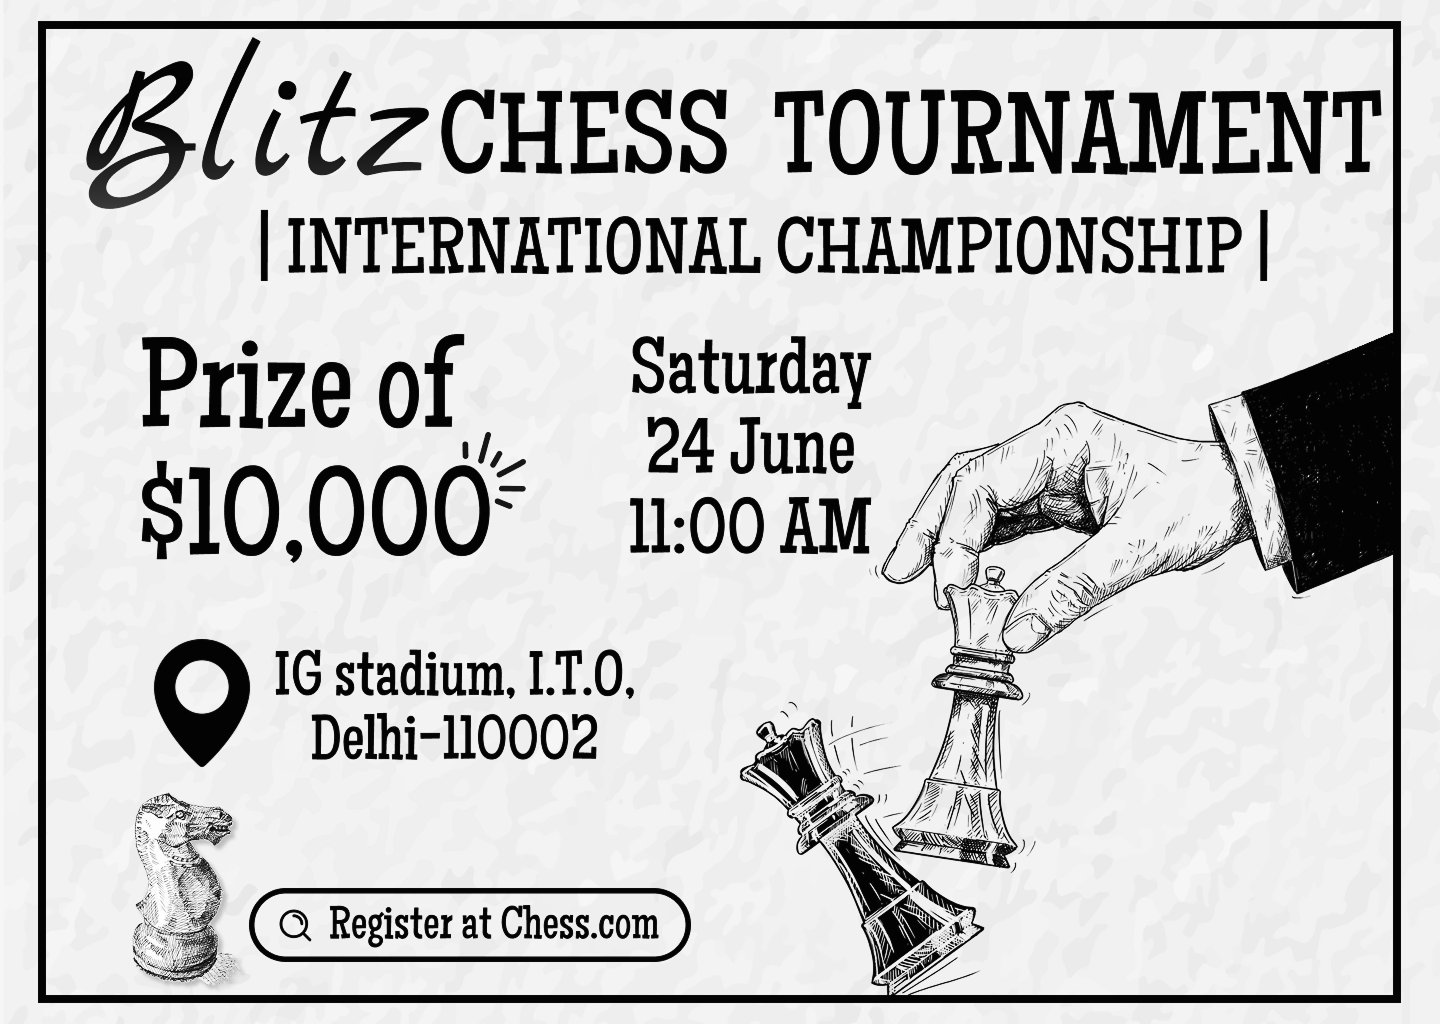 Blitz CHESS TOURNAMENT
| INTERNATIONAL CHAMPIONSHIP |
Prize of
$10,000
Saturday
24 June
11:00 AM
IG stadium, I.T.O,
Delhi-110002
Register at Chess.com